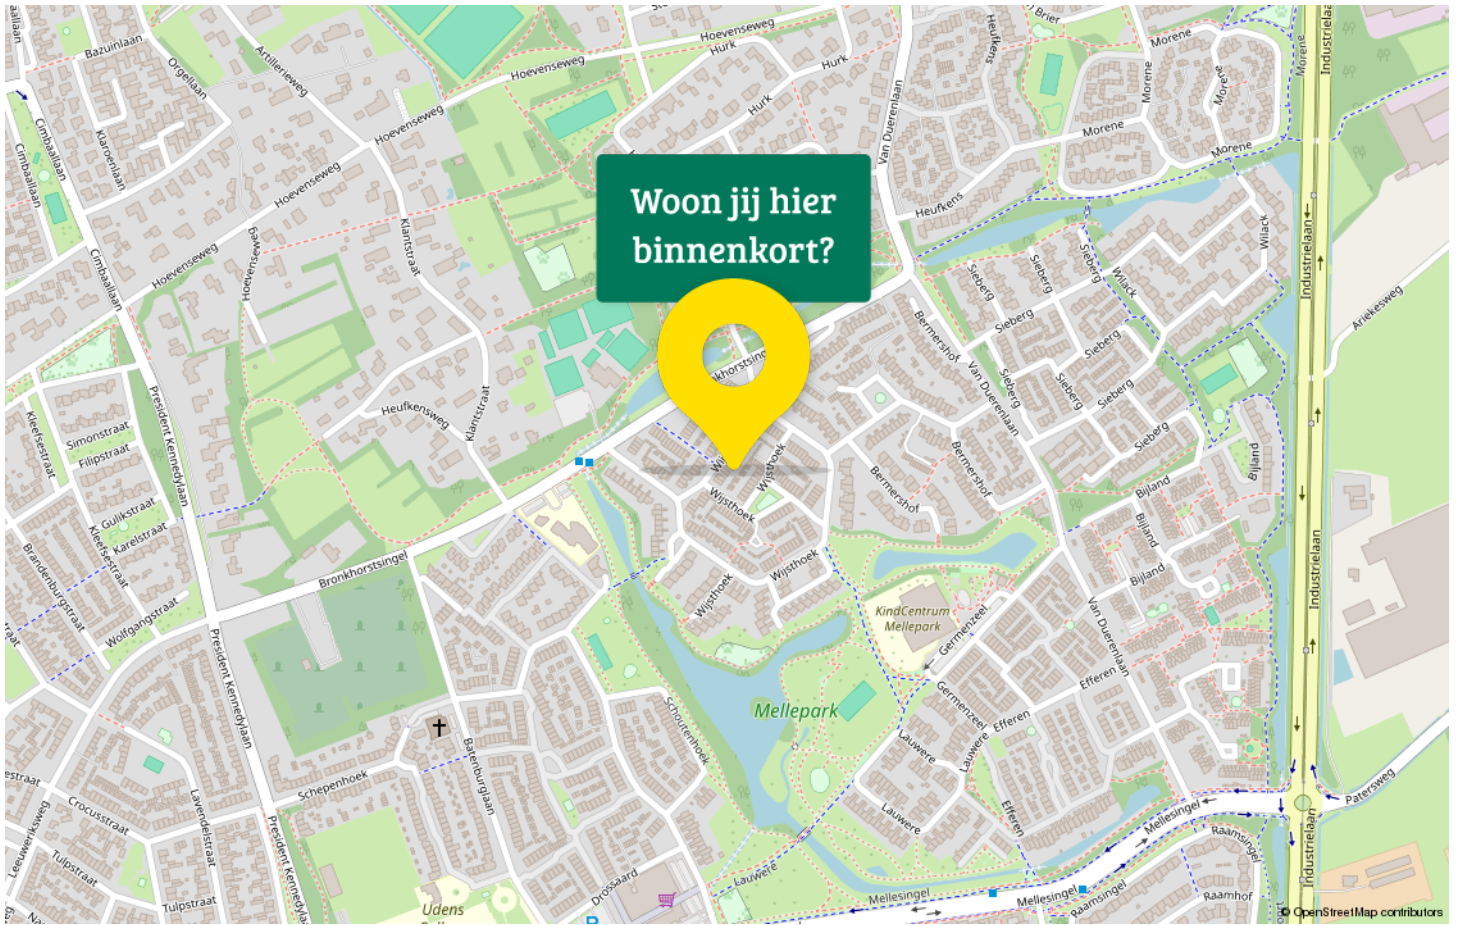 Hoevenseweg
Hurk
Hurk
Hurk
Heufkens
Brier
Morene
Morene
Morene
Morene
Morene
Morene
Industrielaan
Bazuinlaan
Orgellaan
Artillerieweg
Hoevenseweg
Hoevenseweg
Cimbaallaan
Cimbaallaan
Klaroenlaan
Van Duerenlaan
Hoevenseweg
Woon jij hier
binnenkort?
Heufkens
Klantstraat
Hoevenseweg
Hoevenseweg
Cimbaallaan
Sieberg
Sieberg
Sieberg
Wilack
Wilack
Industrielaan
Ariekesweg
Bermershof
Sieberg
Sieberg
Sieberg
Sieberg
Sieberg
Van Duerenlaan
President Kennedylaan
Heufkensweg
Klantstraat
Kleefsestraat
Simonstraat
Filipstraat
Gulikstraat
Karelstraat
Kleefsestraat
Wijsthoek
Wijsthoek
Bermershof
Bermershof
Bijland
Bijland
Bijland
Bijland
Industrielaan
Brandenburgstraat
Wolfgangstraat
Bronkhorstsingel
Wijsthoek
Wijsthoek
KindCentrum
Mellepark
Germenzeel
Germenzeel
Van Duerenlaan
Efferen
Efferen
Efferen
President Kennedylaan
Mellepark
Schoutenhoek
Lauwere
Lauwere
Lauwere
Lauwere
Batenburglaan
Schepenhoek
Crocusstraat
Lavendelstraat
Leeuweriksweg
Tulpstraat
Tulpstraat
President Kennedylaan
Udens
Drossaard
P
Mellesingel
Mellesingel
Mellesingel
Raamsingel
Raamsingel
Raamhof
Patersweg
Industrielaan
© OpenStreetMap contributors